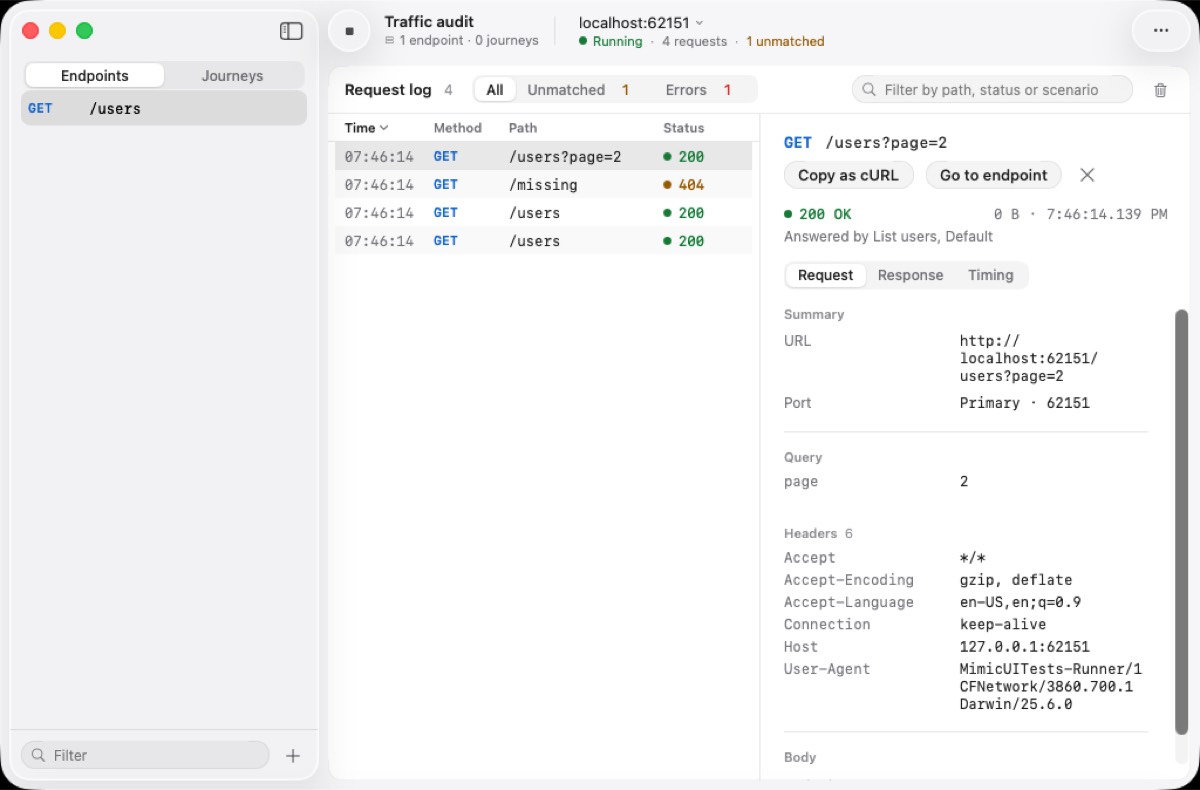 Traffic audit
1 endpoint · 0 journeys
localhost:62151
Running · 4 requests · 1 unmatched
Endpoints
Journeys
GET /users
Filter
Request log 4
All
Unmatched 1
Errors 1
Filter by path, status or scenario
Time Method Path Status
07:46:14 GET /users?page=2 200
07:46:14 GET /missing 404
07:46:14 GET /users 200
07:46:14 GET /users 200
GET /users?page=2
Copy as cURL
Go to endpoint
200 OK 0 B · 7:46:14.139 PM
Answered by List users, Default
Request
Response
Timing
Summary
URL http://
localhost:62151/
users?page=2
Port Primary · 62151
Query
page 2
Headers 6
Accept */*
Accept-Encoding gzip, deflate
Accept-Language en-US,en;q=0.9
Connection keep-alive
Host 127.0.0.1:62151
User-Agent MimicUITests-Runner/1
CFNetwork/3860.700.1
Darwin/25.6.0
Body